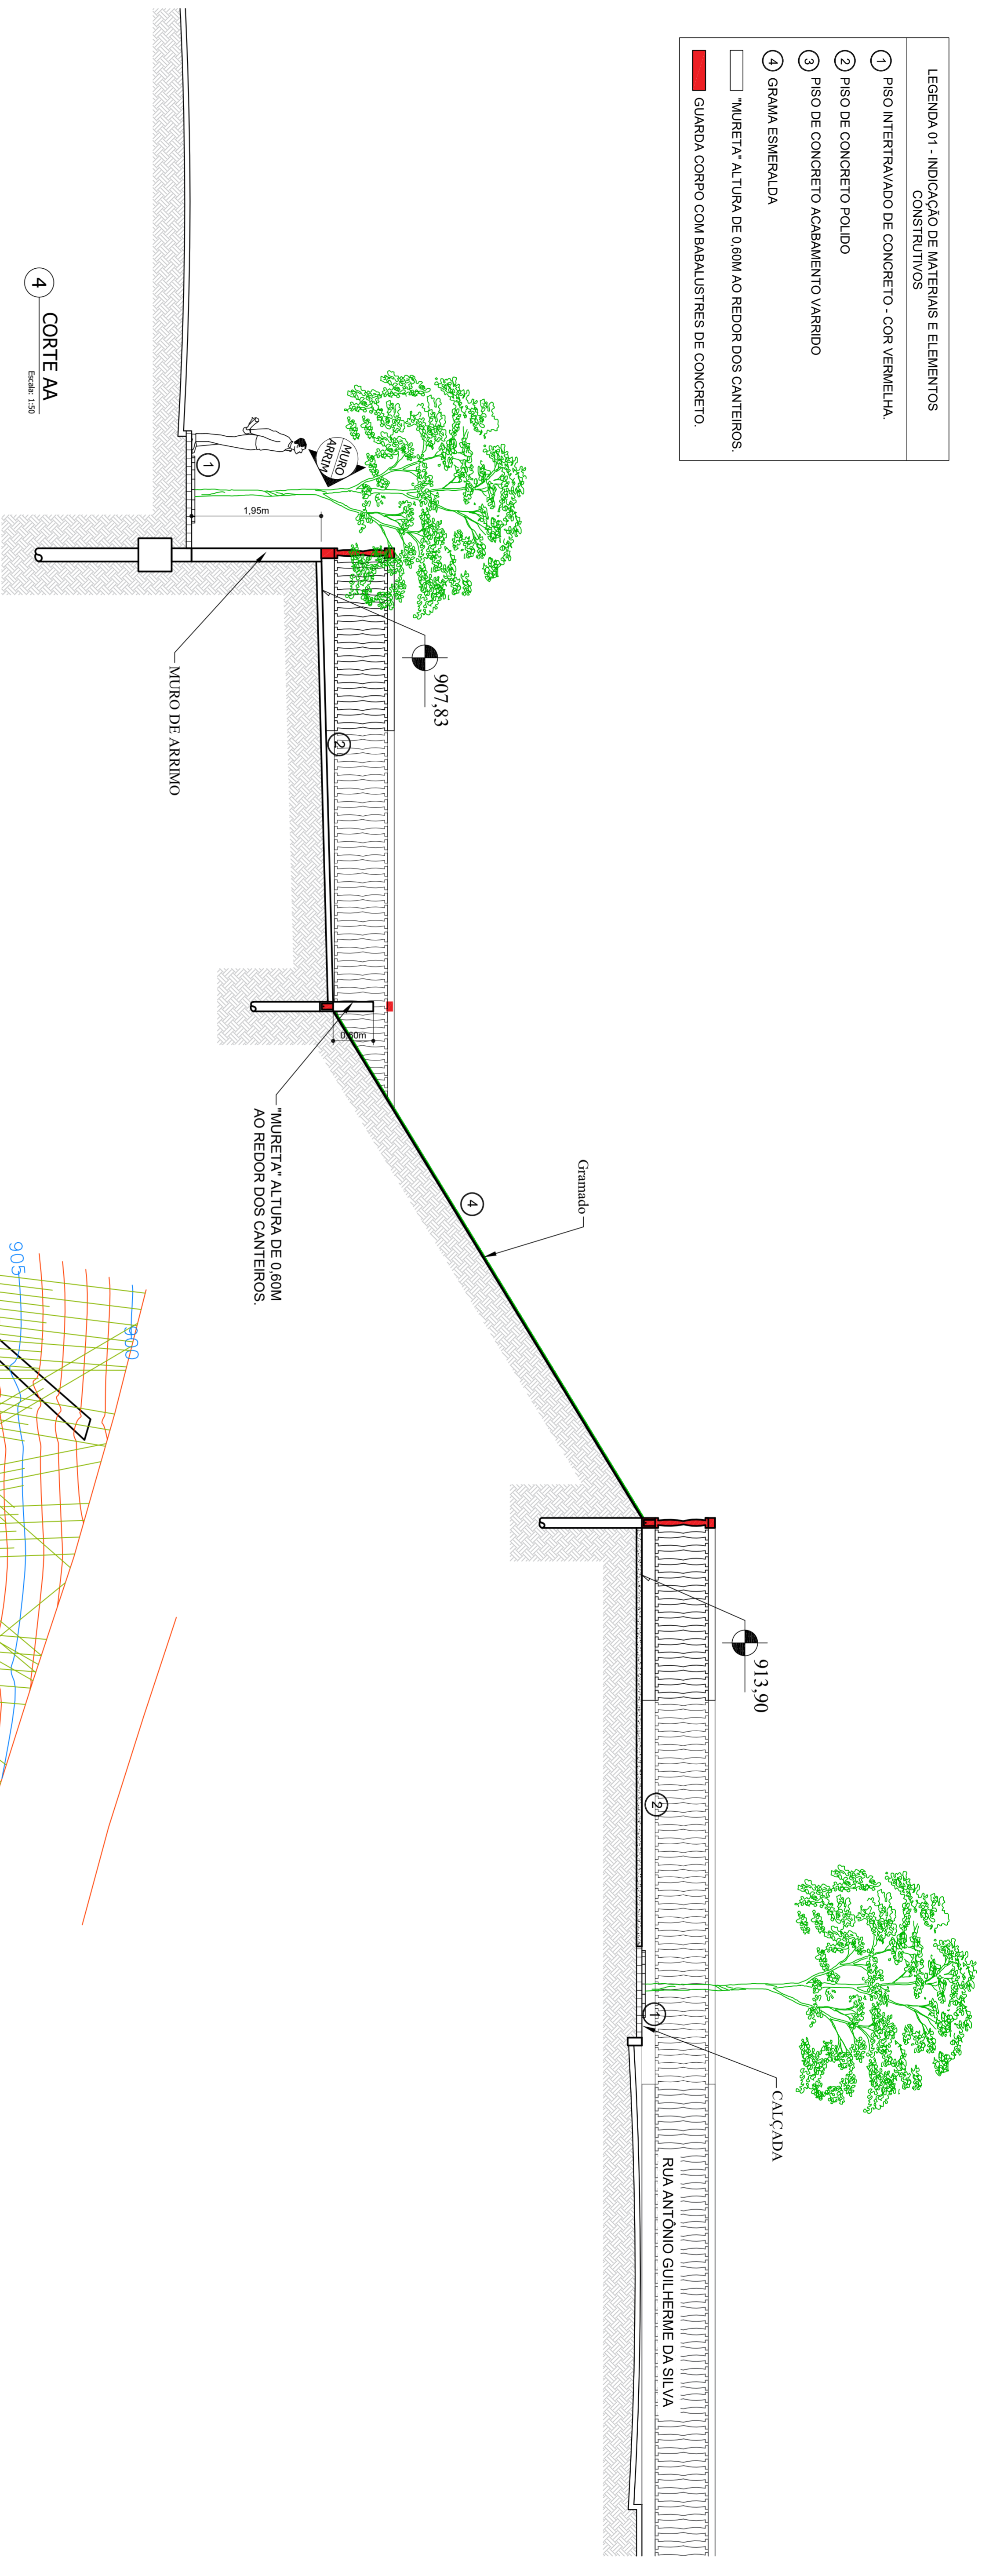 LEGENDA 01 - INDICAÇÃO DE MATERIAIS E ELEMENTOS
CONSTRUTIVOS
1 PISO INTERTRAVADO DE CONCRETO - COR VERMELHA.
2 PISO DE CONCRETO POLIDO
3 PISO DE CONCRETO ACABAMENTO VARRIDO
4 GRAMA ESMERALDA
"MURETA" ALTURA DE 0,60M AO REDOR DOS CANTEIROS.
GUARDA CORPO COM BABALUSTRES DE CONCRETO.
MURO
ARRIM
1
1,95m
907,83
2
MURO DE ARRIMO
0,60m
"MURETA" ALTURA DE 0,60M
AO REDOR DOS CANTEIROS.
Gramado
4
913,90
2
1
CALÇADA
RUA ANTÔNIO GUILHERME DA SILVA
4 CORTE AA
Escala: 1:50
900
905